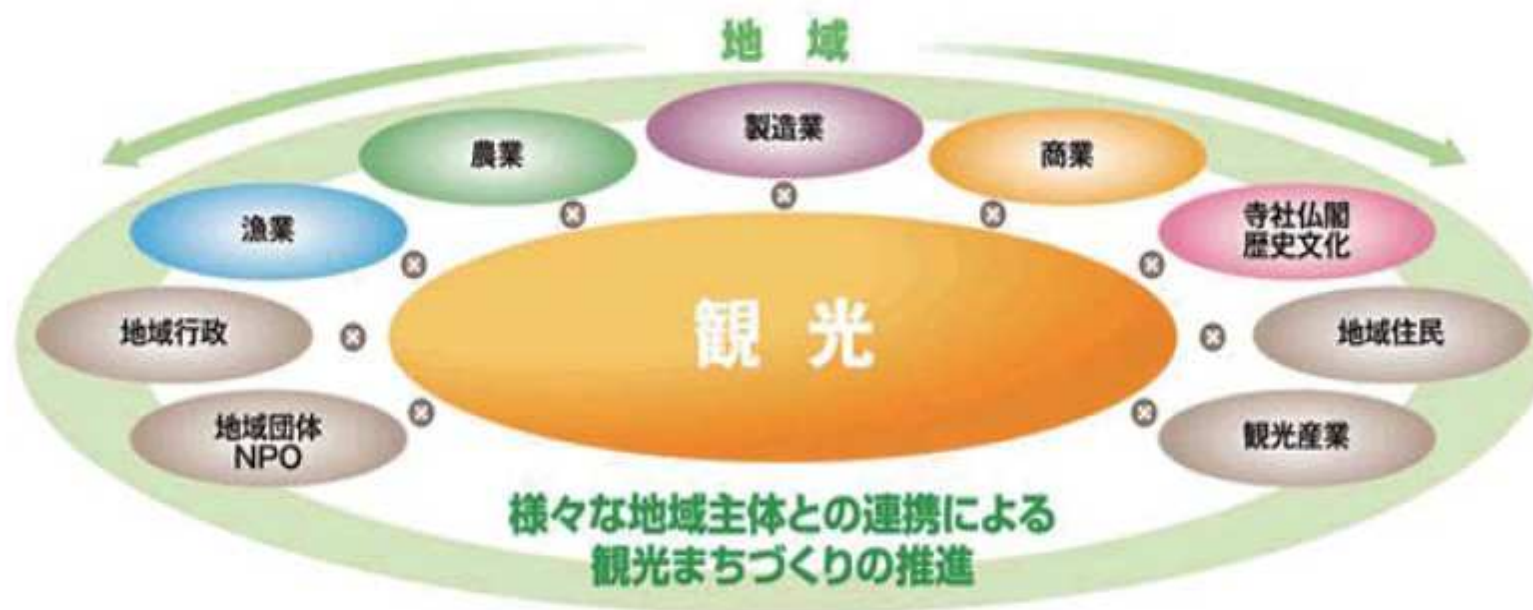 地域
製造業
農業
商業
漁業
寺社仏閣
歴史文化
観光
地域行政
地域住民
地域団体
NPO
観光産業
様々な地域主体との連携による
観光まちづくりの推進